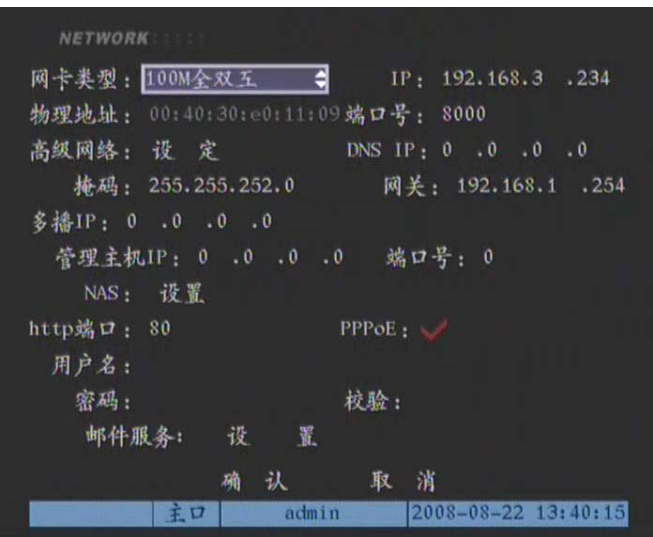 NETWORK
网卡类型：100M全双工 IP：192.168.3 .234
物理地址：00:40:30:e0:11:09 端口号：8000
高级网络：设 定 DNS IP：0 .0 .0 .0
掩码：255.255.252.0 网关：192.168.1 .254
多播IP：0 .0 .0 .0
管理主机IP：0 .0 .0 .0 端口号：0
NAS：设置
http端口：80 PPPoE：
用户名：
密码： 校验：
邮件服务：设 置
确 认 取 消
主口 admin 2008-08-22 13:40:15